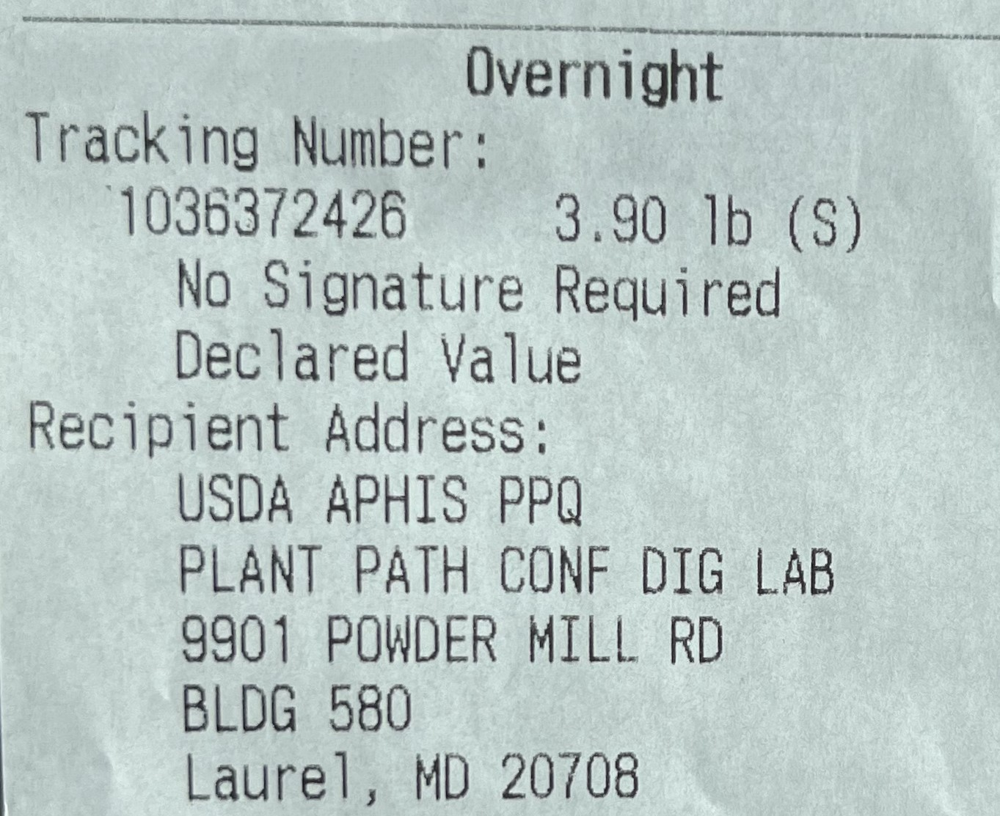 Overnight
Tracking Number:
1036372426 3.90 lb (S)
No Signature Required
Declared Value
Recipient Address:
USDA APHIS PPQ
PLANT PATH CONF DIG LAB
9901 POWDER MILL RD
BLDG 580
Laurel, MD 20708